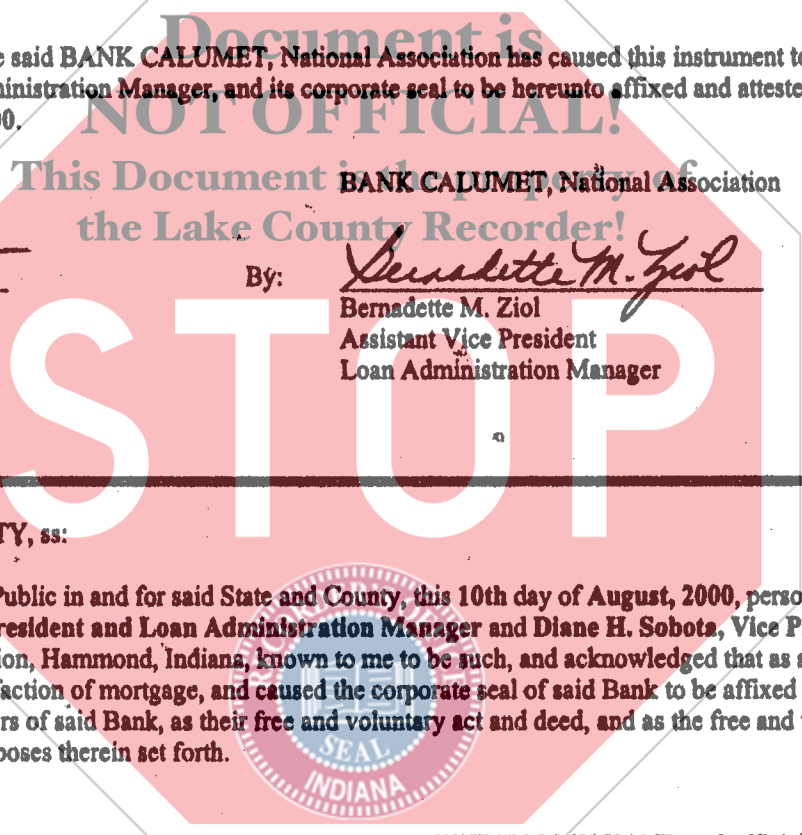 Document is
e said BANK CALUMET, National Association has caused this instrument to
ministration Manager, and its corporate seal to be hereunto affixed and atteste
NOT OFFICIAL!
00.
This Document is the property of
BANK CALUMET, National Association
the Lake County Recorder!
By: Bernadette M. Ziol
Bernadette M. Ziol
Assistant Vice President
Loan Administration Manager
STOP
TY, ss:
Public in and for said State and County, this 10th day of August, 2000, perso
resident and Loan Administration Manager and Diane H. Sobota, Vice P
ion, Hammond, Indiana, known to me to be such, and acknowledged that as s
faction of mortgage, and caused the corporate seal of said Bank to be affixed
rs of said Bank, as their free and voluntary act and deed, and as the free and v
poses therein set forth.
SEAL
INDIANA